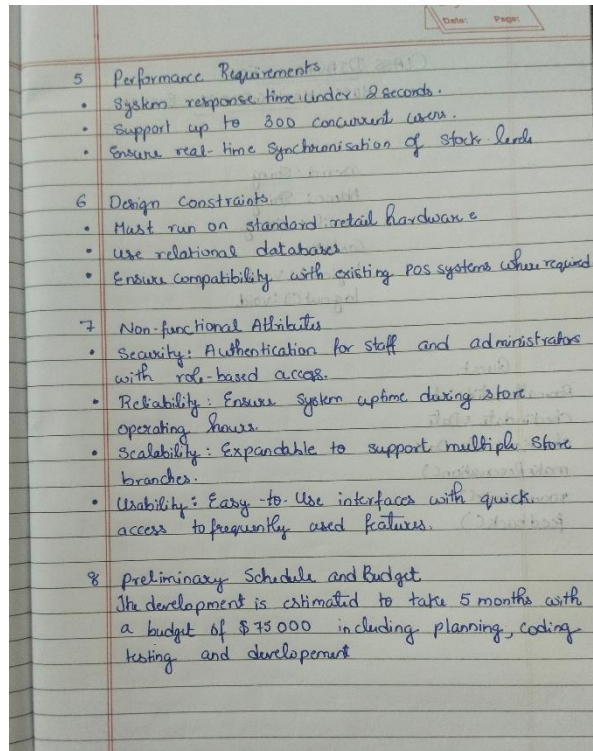 Date: Page:
5 Performance Requirements
• System response time under 2 seconds.
• Support up to 300 concurrent users.
• Ensure real-time synchronisation of stock levels
6 Design Constraints
• Must run on standard retail hardware
• use relational databases
• Ensure compatibility with existing POS systems where required
7 Non-functional Attributes
• Security: Authentication for staff and administrators
with role-based access.
• Reliability: Ensure system uptime during store
operating hours.
• Scalability: Expandable to support multiple store
branches.
• Usability: Easy-to-Use interfaces with quick
access to frequently used features.
8 Preliminary Schedule and Budget
The development is estimated to take 5 months with
a budget of $75000 including planning, coding
testing and developement